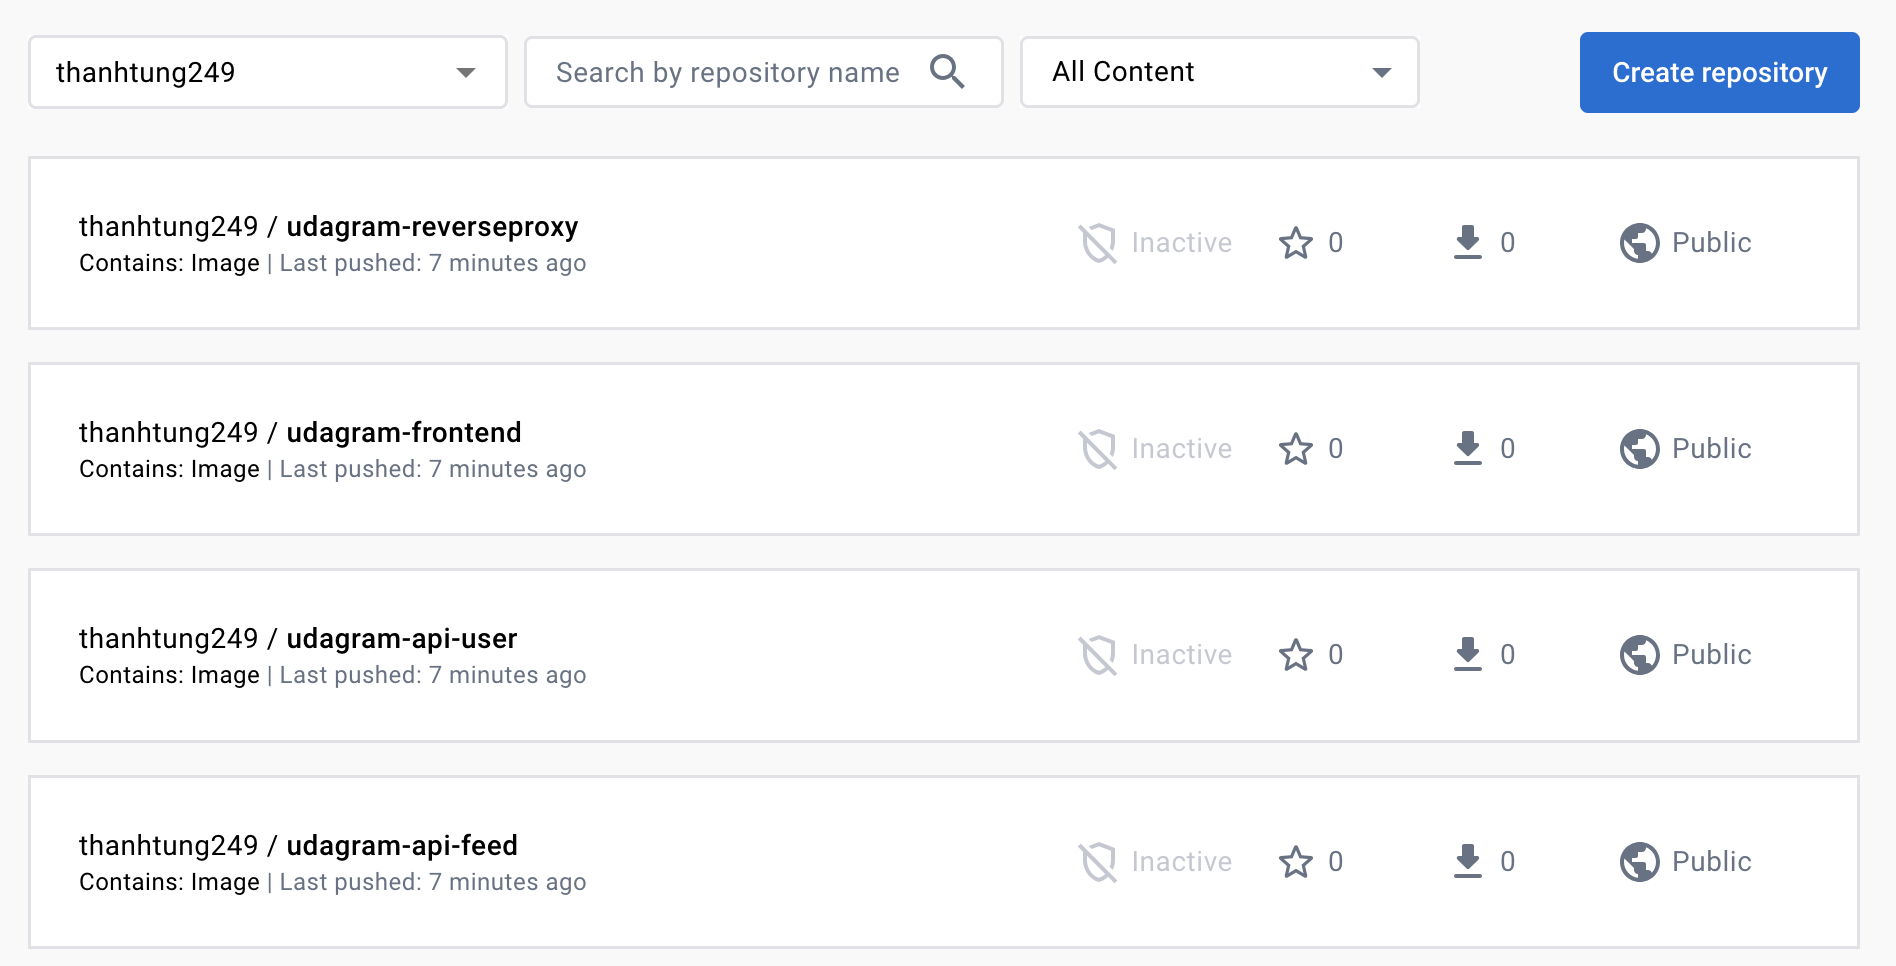 thanhtung249
Search by repository name
All Content
Create repository
thanhtung249 / udagram-reverseproxy
Contains: Image | Last pushed: 7 minutes ago
Inactive
0
0
Public
thanhtung249 / udagram-frontend
Contains: Image | Last pushed: 7 minutes ago
Inactive
0
0
Public
thanhtung249 / udagram-api-user
Contains: Image | Last pushed: 7 minutes ago
Inactive
0
0
Public
thanhtung249 / udagram-api-feed
Contains: Image | Last pushed: 7 minutes ago
Inactive
0
0
Public